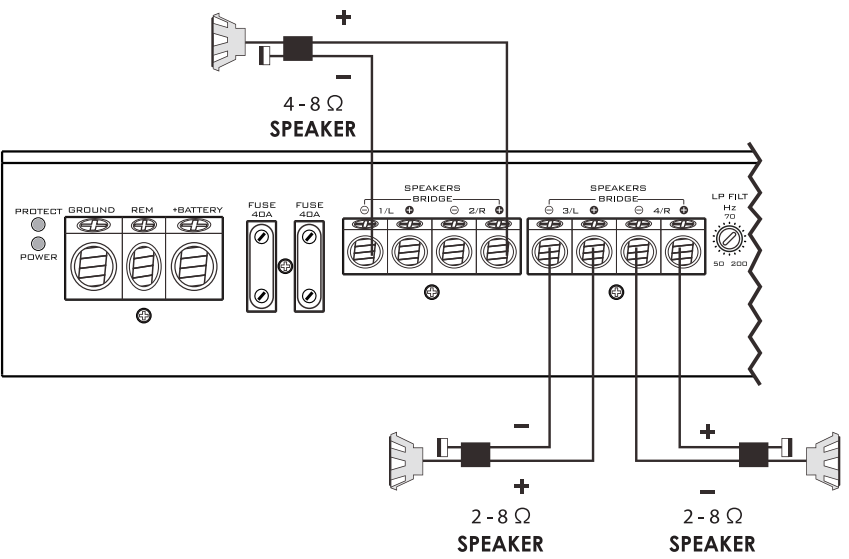 +
−
4-8 Ω
SPEAKER
PROTECT
POWER
GROUND REM +BATTERY
FUSE
40A
FUSE
40A
SPEAKERS
BRIDGE
− 1/L + − 2/R +
SPEAKERS
BRIDGE
− 3/L + − 4/R +
LP FILT
Hz
70
50 200
−
+
2-8 Ω
SPEAKER
+
−
2-8 Ω
SPEAKER